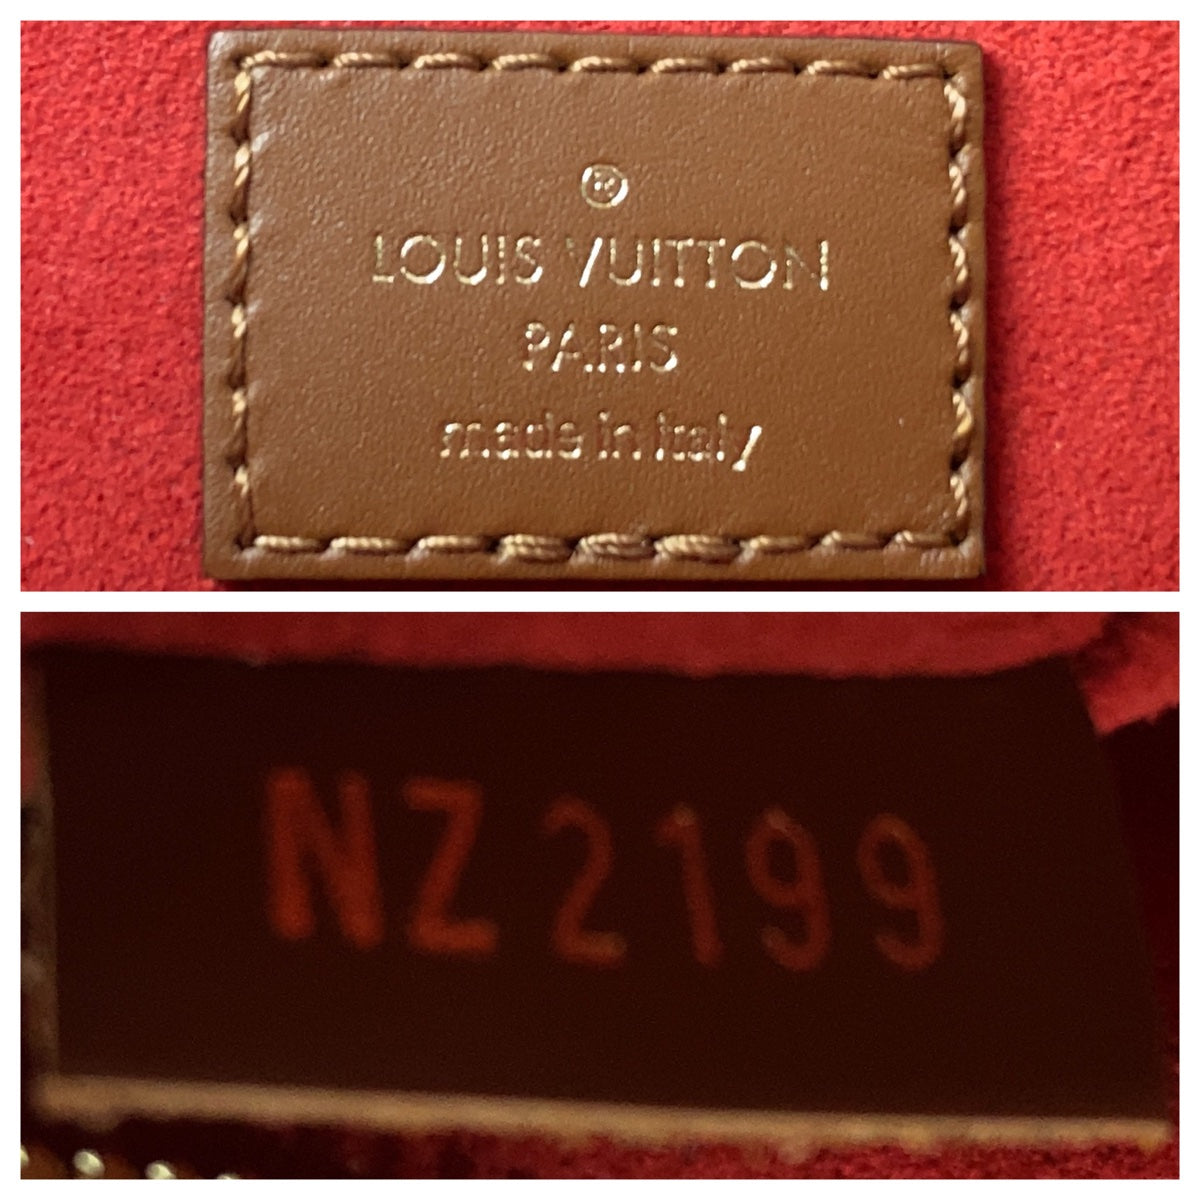 ®
LOUIS VUITTON
PARIS
made in italy
NZ2199